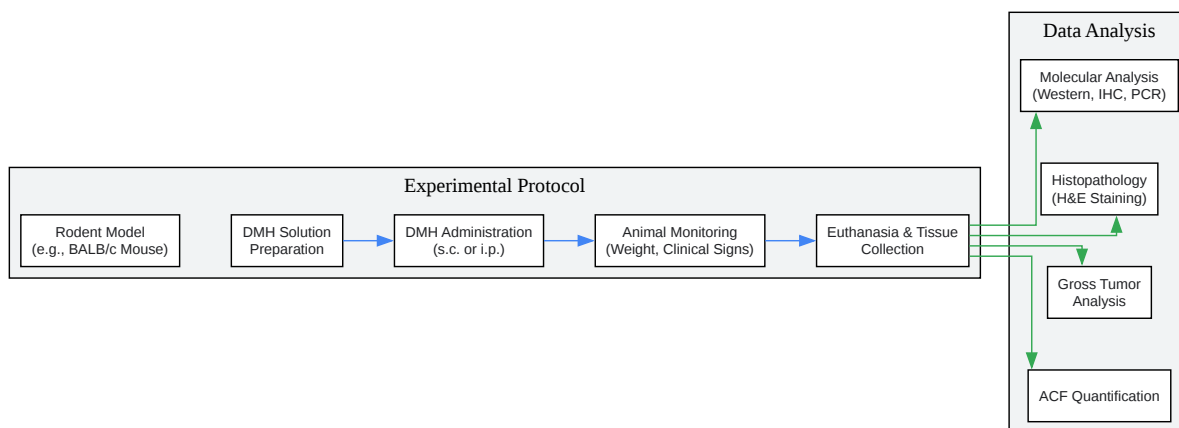 Data Analysis
Molecular Analysis
(Western, IHC, PCR)
Experimental Protocol
Histopathology
(H&E Staining)
Rodent Model
(e.g., BALB/c Mouse)
DMH Solution
Preparation
DMH Administration
(s.c. or i.p.)
Animal Monitoring
(Weight, Clinical Signs)
Euthanasia & Tissue
Collection
Gross Tumor
Analysis
ACF Quantification